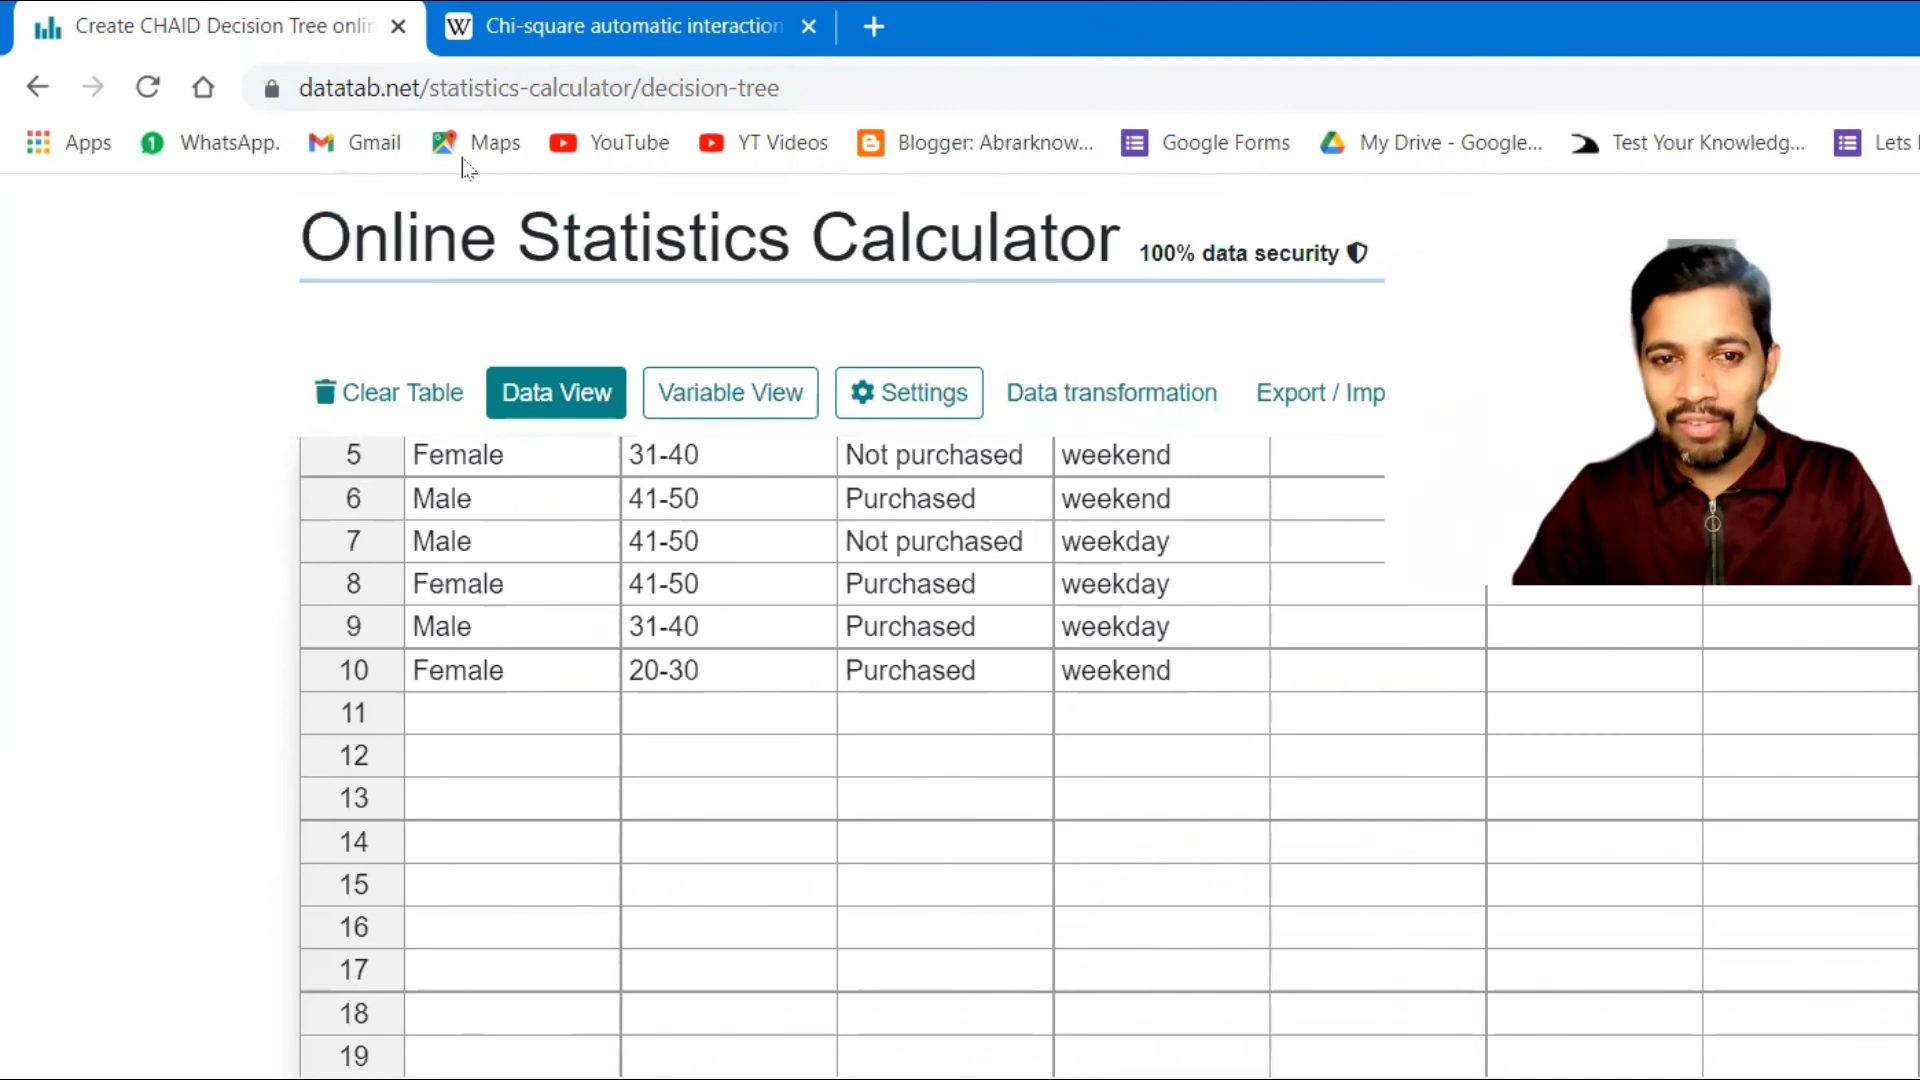 Create CHAID Decision Tree onlin
W Chi-square automatic interaction
datatab.net/statistics-calculator/decision-tree
Apps 1 WhatsApp. Gmail Maps YouTube YT Videos Blogger: Abrarknow... Google Forms My Drive - Google... Test Your Knowledg... Lets
Online Statistics Calculator 100% data security
Clear Table Data View Variable View Settings Data transformation Export / Imp
5 Female 31-40 Not purchased weekend
6 Male 41-50 Purchased weekend
7 Male 41-50 Not purchased weekday
8 Female 41-50 Purchased weekday
9 Male 31-40 Purchased weekday
10 Female 20-30 Purchased weekend
11
12
13
14
15
16
17
18
19